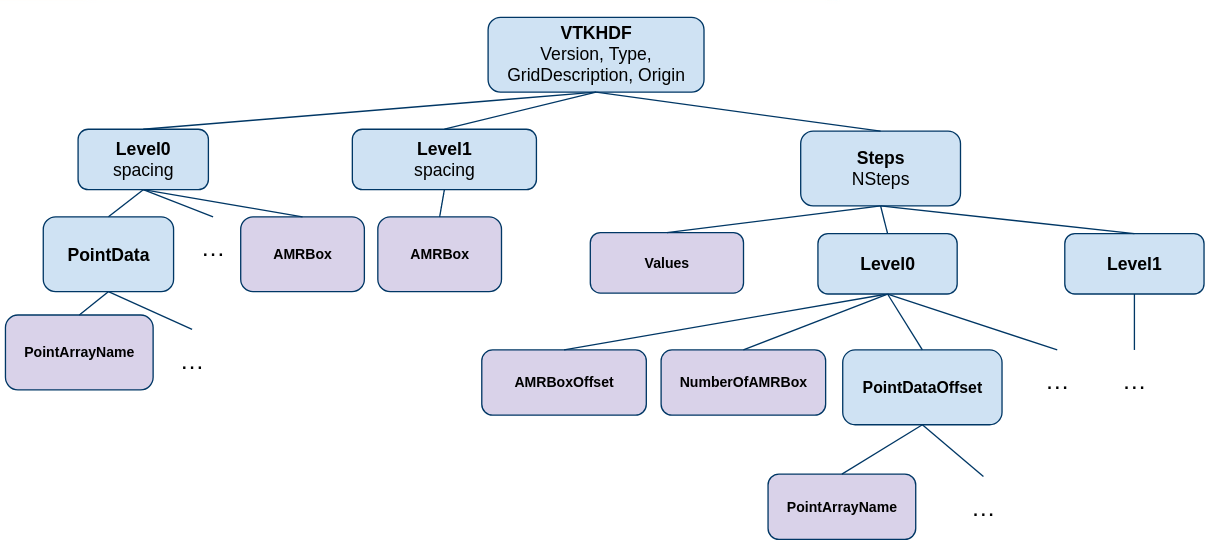 VTKHDF
Version, Type,
GridDescription, Origin
Level0
spacing
Level1
spacing
Steps
NSteps
PointData
...
AMRBox
AMRBox
Values
Level0
Level1
PointArrayName
...
AMRBoxOffset
NumberOfAMRBox
PointDataOffset
...
...
PointArrayName
...